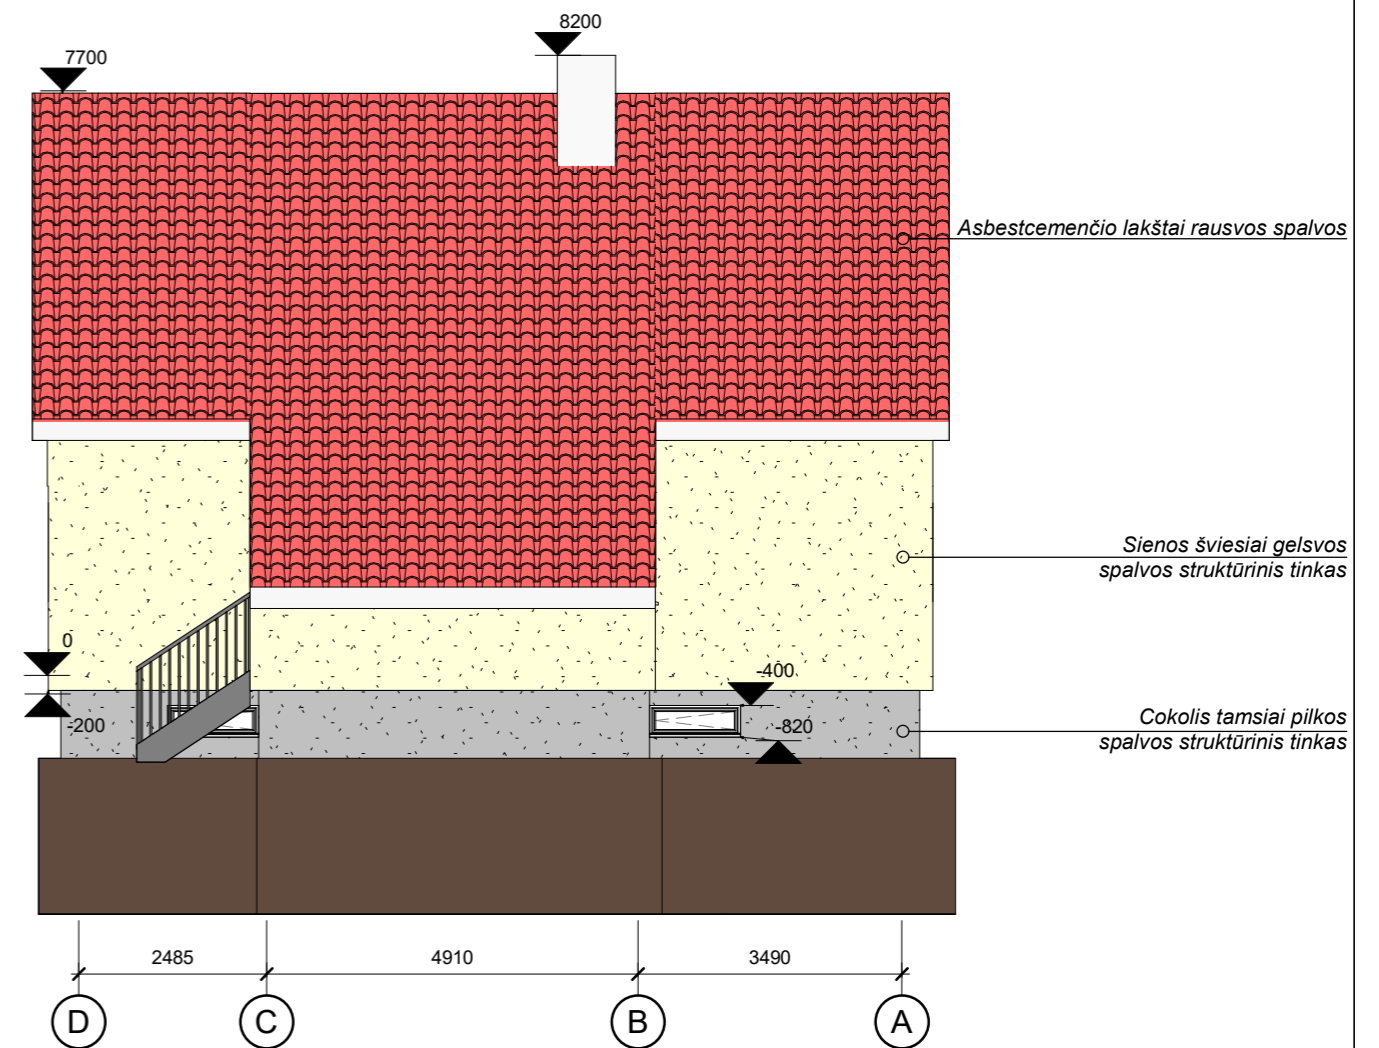 8200
7700
Asbestcemenčio lakštai rausvos spalvos
Sienos šviesiai gelsvos
spalvos struktūrinis tinkas
0
-400
-200
-820
Cokolis tamsiai pilkos
spalvos struktūrinis tinkas
2485
4910
3490
D
C
B
A